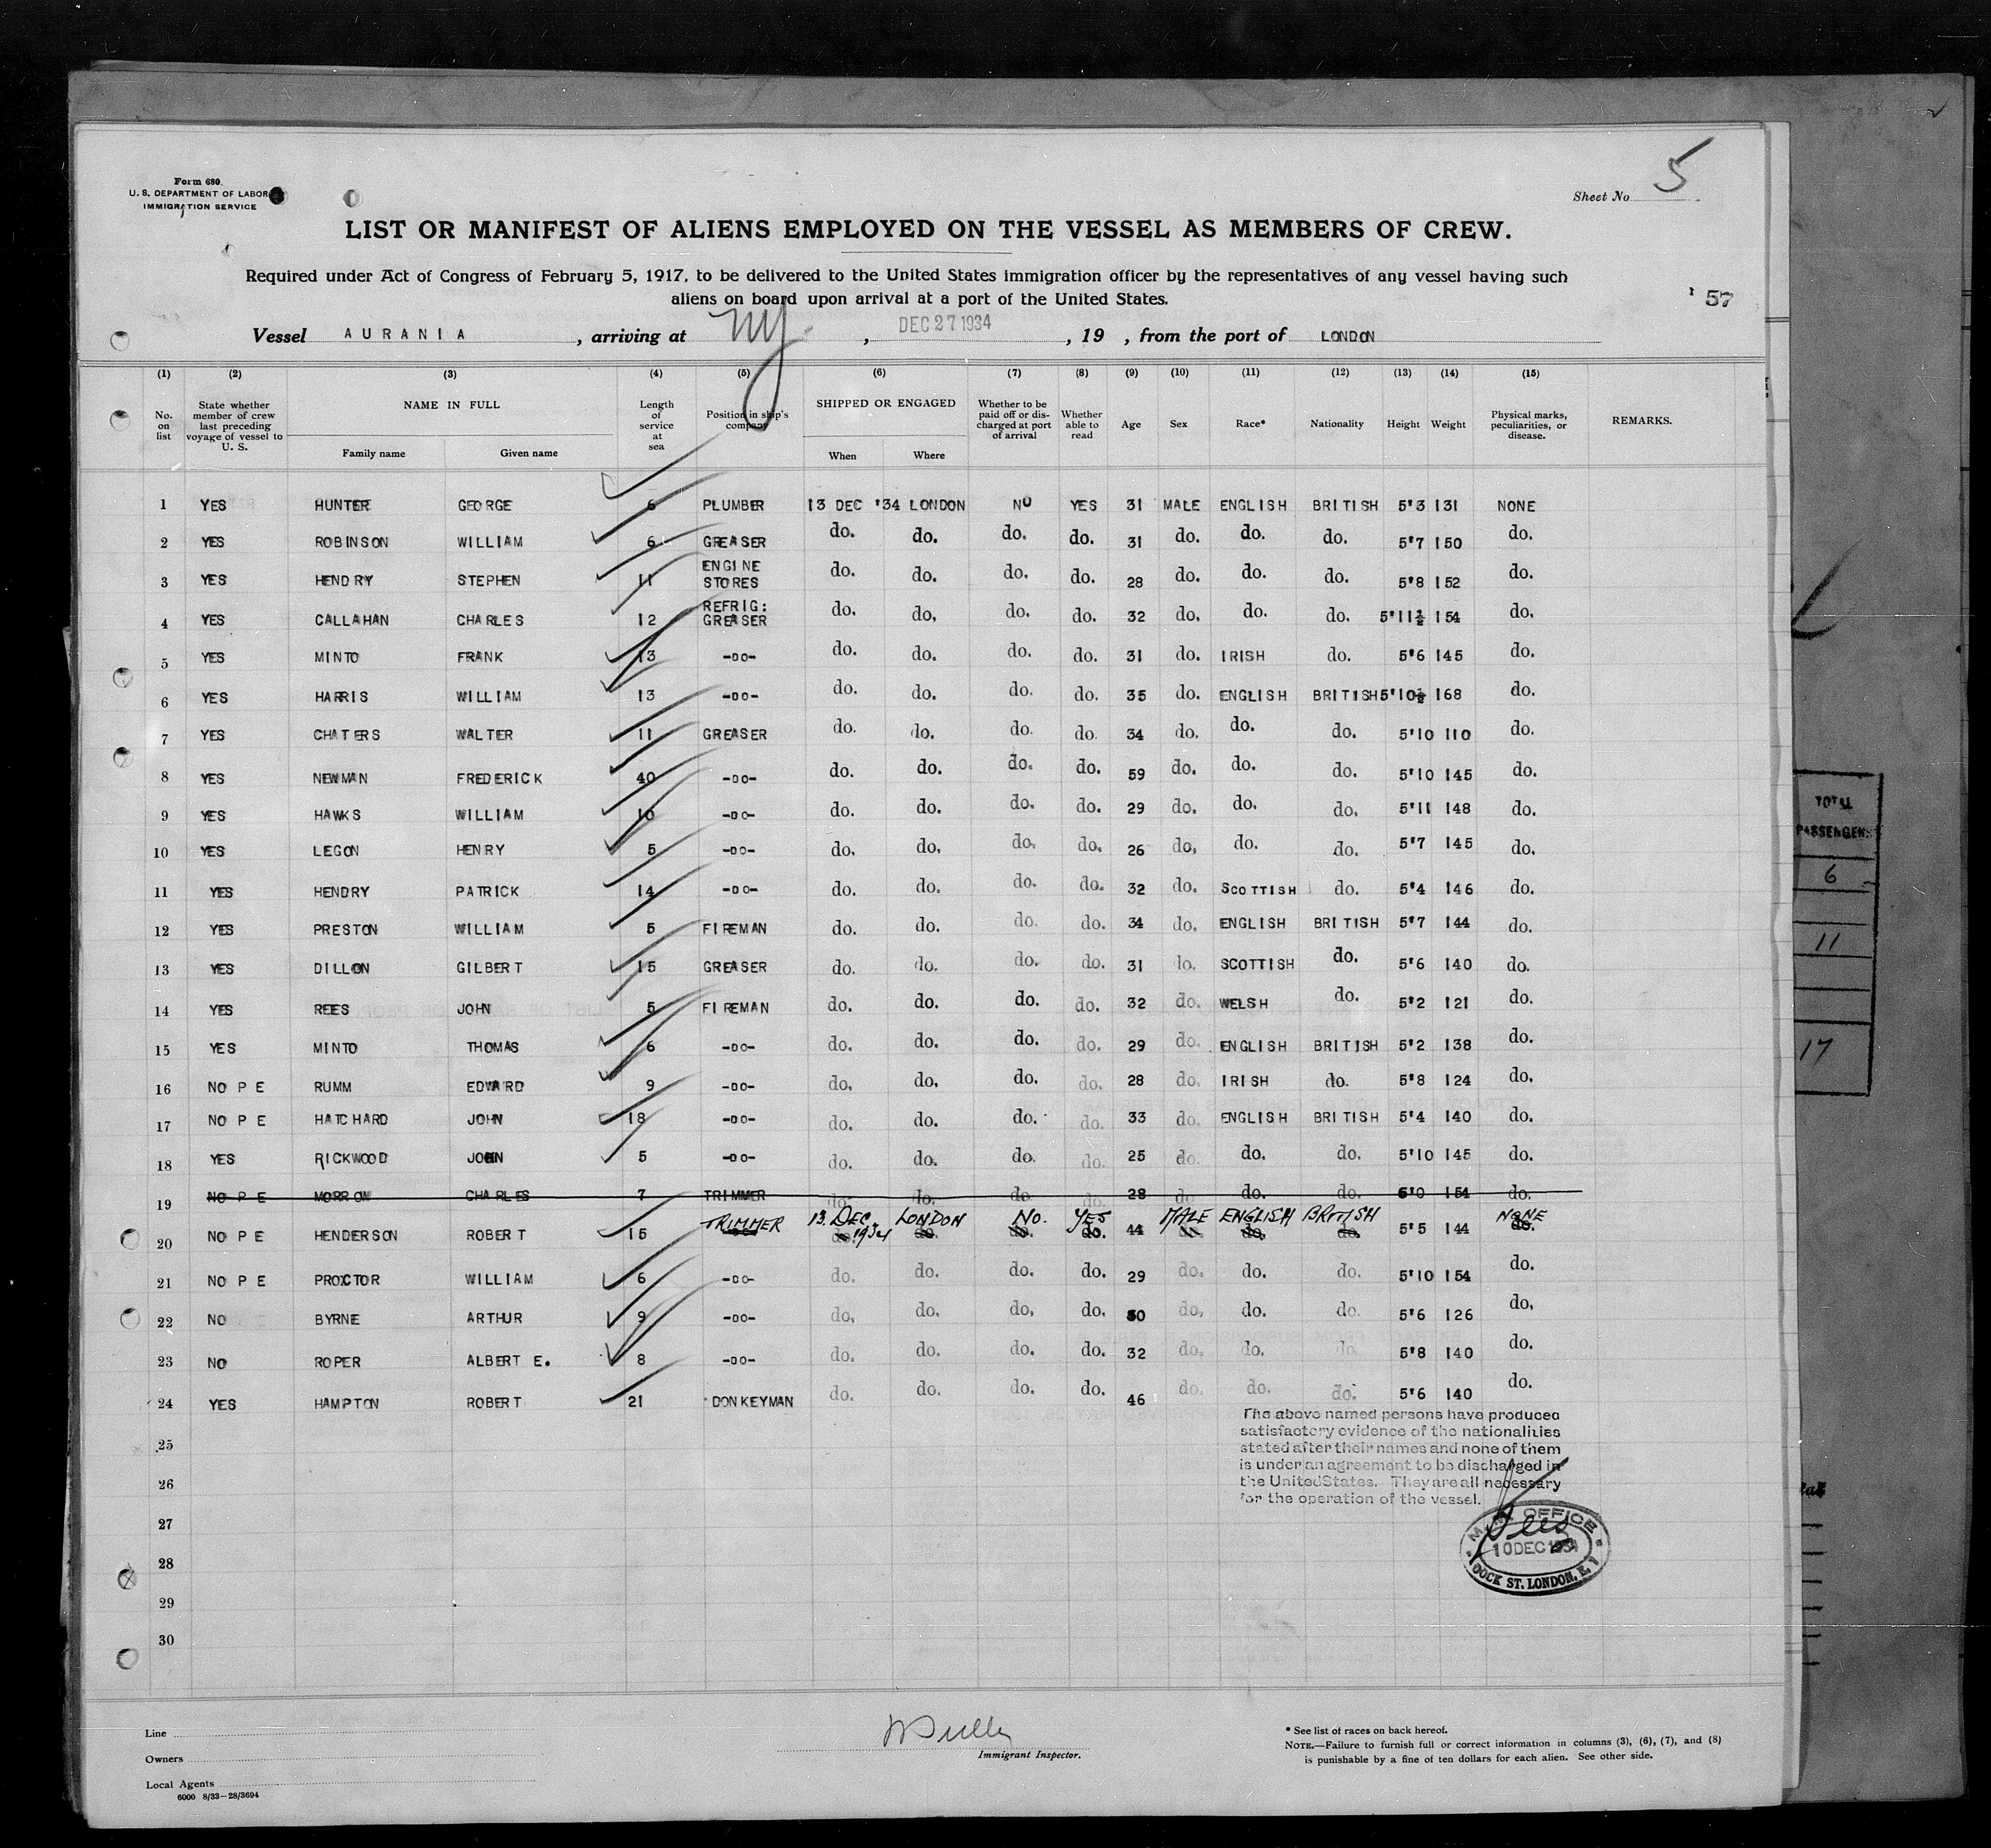 5
Form 680.
U. S. DEPARTMENT OF LABOR
IMMIGRATION SERVICE
Sheet No
LIST OR MANIFEST OF ALIENS EMPLOYED ON THE VESSEL AS MEMBERS OF CREW.
Required under Act of Congress of February 5, 1917, to be delivered to the United States immigration officer by the representatives of any vessel having such
aliens on board upon arrival at a port of the United States.
57
Vessel AURANIA, arriving at NY., DEC 27 1934, 19 , from the port of LONDON
(1) (2) (3) (4) (5) (6) (7) (8) (9) (10) (11) (12) (13) (14) (15)
No. on list State whether member of crew last preceding voyage of vessel to U. S. NAME IN FULL Family name Given name Length of service at sea Position in ship's company SHIPPED OR ENGAGED When Where Whether to be paid off or discharged at port of arrival Whether able to read Age Sex Race* Nationality Height Weight Physical marks, peculiarities, or disease. REMARKS.
1 YES HUNTER GEORGE 6 PLUMBER 13 DEC '34 LONDON NO YES 31 MALE ENGLISH BRITISH 5'3 131 NONE
2 YES ROBINSON WILLIAM 6 GREASER do. do. do. do. 31 do. do. do. 5'7 150 do.
3 YES HENDRY STEPHEN 11 ENGINE STORES do. do. do. do. 28 do. do. do. 5'8 152 do.
4 YES CALLAHAN CHARLES 12 REFRIG: GREASER do. do. do. do. 32 do. do. do. 5'11½ 154 do.
5 YES MINTO FRANK 13 -DO- do. do. do. do. 31 do. IRISH do. 5'6 145 do.
6 YES HARRIS WILLIAM 13 -DO- do. do. do. do. 35 do. ENGLISH BRITISH 5'10½ 168 do.
7 YES CHATERS WALTER 11 GREASER do. do. do. do. 34 do. do. do. 5'10 110 do.
8 YES NEWMAN FREDERICK 40 -DO- do. do. do. do. 59 do. do. do. 5'10 145 do.
9 YES HAWKS WILLIAM 10 -DO- do. do. do. do. 29 do. do. do. 5'11 148 do.
10 YES LEGON HENRY 5 -DO- do. do. do. do. 26 do. do. do. 5'7 145 do.
11 YES HENDRY PATRICK 14 -DO- do. do. do. do. 32 do. SCOTTISH do. 5'4 146 do.
12 YES PRESTON WILLIAM 5 FIREMAN do. do. do. do. 34 do. ENGLISH BRITISH 5'7 144 do.
13 YES DILLON GILBERT 15 GREASER do. do. do. do. 31 do. SCOTTISH do. 5'6 140 do.
14 YES REES JOHN 5 FIREMAN do. do. do. do. 32 do. WELSH do. 5'2 121 do.
15 YES MINTO THOMAS 6 -DO- do. do. do. do. 29 do. ENGLISH BRITISH 5'2 138 do.
16 NO P E RUMM EDWARD 9 -DO- do. do. do. do. 28 do. IRISH do. 5'8 124 do.
17 NO P E HATCHARD JOHN 18 -DO- do. do. do. do. 33 do. ENGLISH BRITISH 5'4 140 do.
18 YES RICKWOOD JOHN 5 -DO- do. do. do. do. 25 do. do. do. 5'10 145 do.
19 NO P E MORROW CHARLES 7 TRIMMER do. do. do. do. 28 do do. do. 5'0 154 do.
20 NO P E HENDERSON ROBERT 15 TRIMMER 13. DEC. 1934 LONDON NO. YES do. 44 MALE ENGLISH BRITISH 5'5 144 NONE
21 NO P E PROCTOR WILLIAM 6 -DO- do. do. do. do. 29 do. do. do. 5'10 154 do.
22 NO BYRNE ARTHUR 9 -DO- do. do. do. do. 30 do. do. do. 5'6 126 do.
23 NO ROPER ALBERT E. 8 -DO- do. do. do. do. 32 do. do. do. 5'8 140 do.
24 YES HAMPTON ROBERT 21 DONKEYMAN do. do. do. do. 46 do. do. do. 5'6 140 do.
25
26
27
28
29
30
The above named persons have produced
satisfactory evidence of the nationalities
stated after their names and none of them
is under an agreement to be discharged in
the United States. They are all necessary
for the operation of the vessel.
M.M. OFFICE
10 DEC 1934
DOCK ST. LONDON. E. 1
TOTAL
PASSENGERS
6
11
17
Line
Owners
Local Agents
6000 8/33-28/3694
Immigrant Inspector.
* See list of races on back hereof.
NOTE.—Failure to furnish full or correct information in columns (3), (6), (7), and (8)
is punishable by a fine of ten dollars for each alien. See other side.